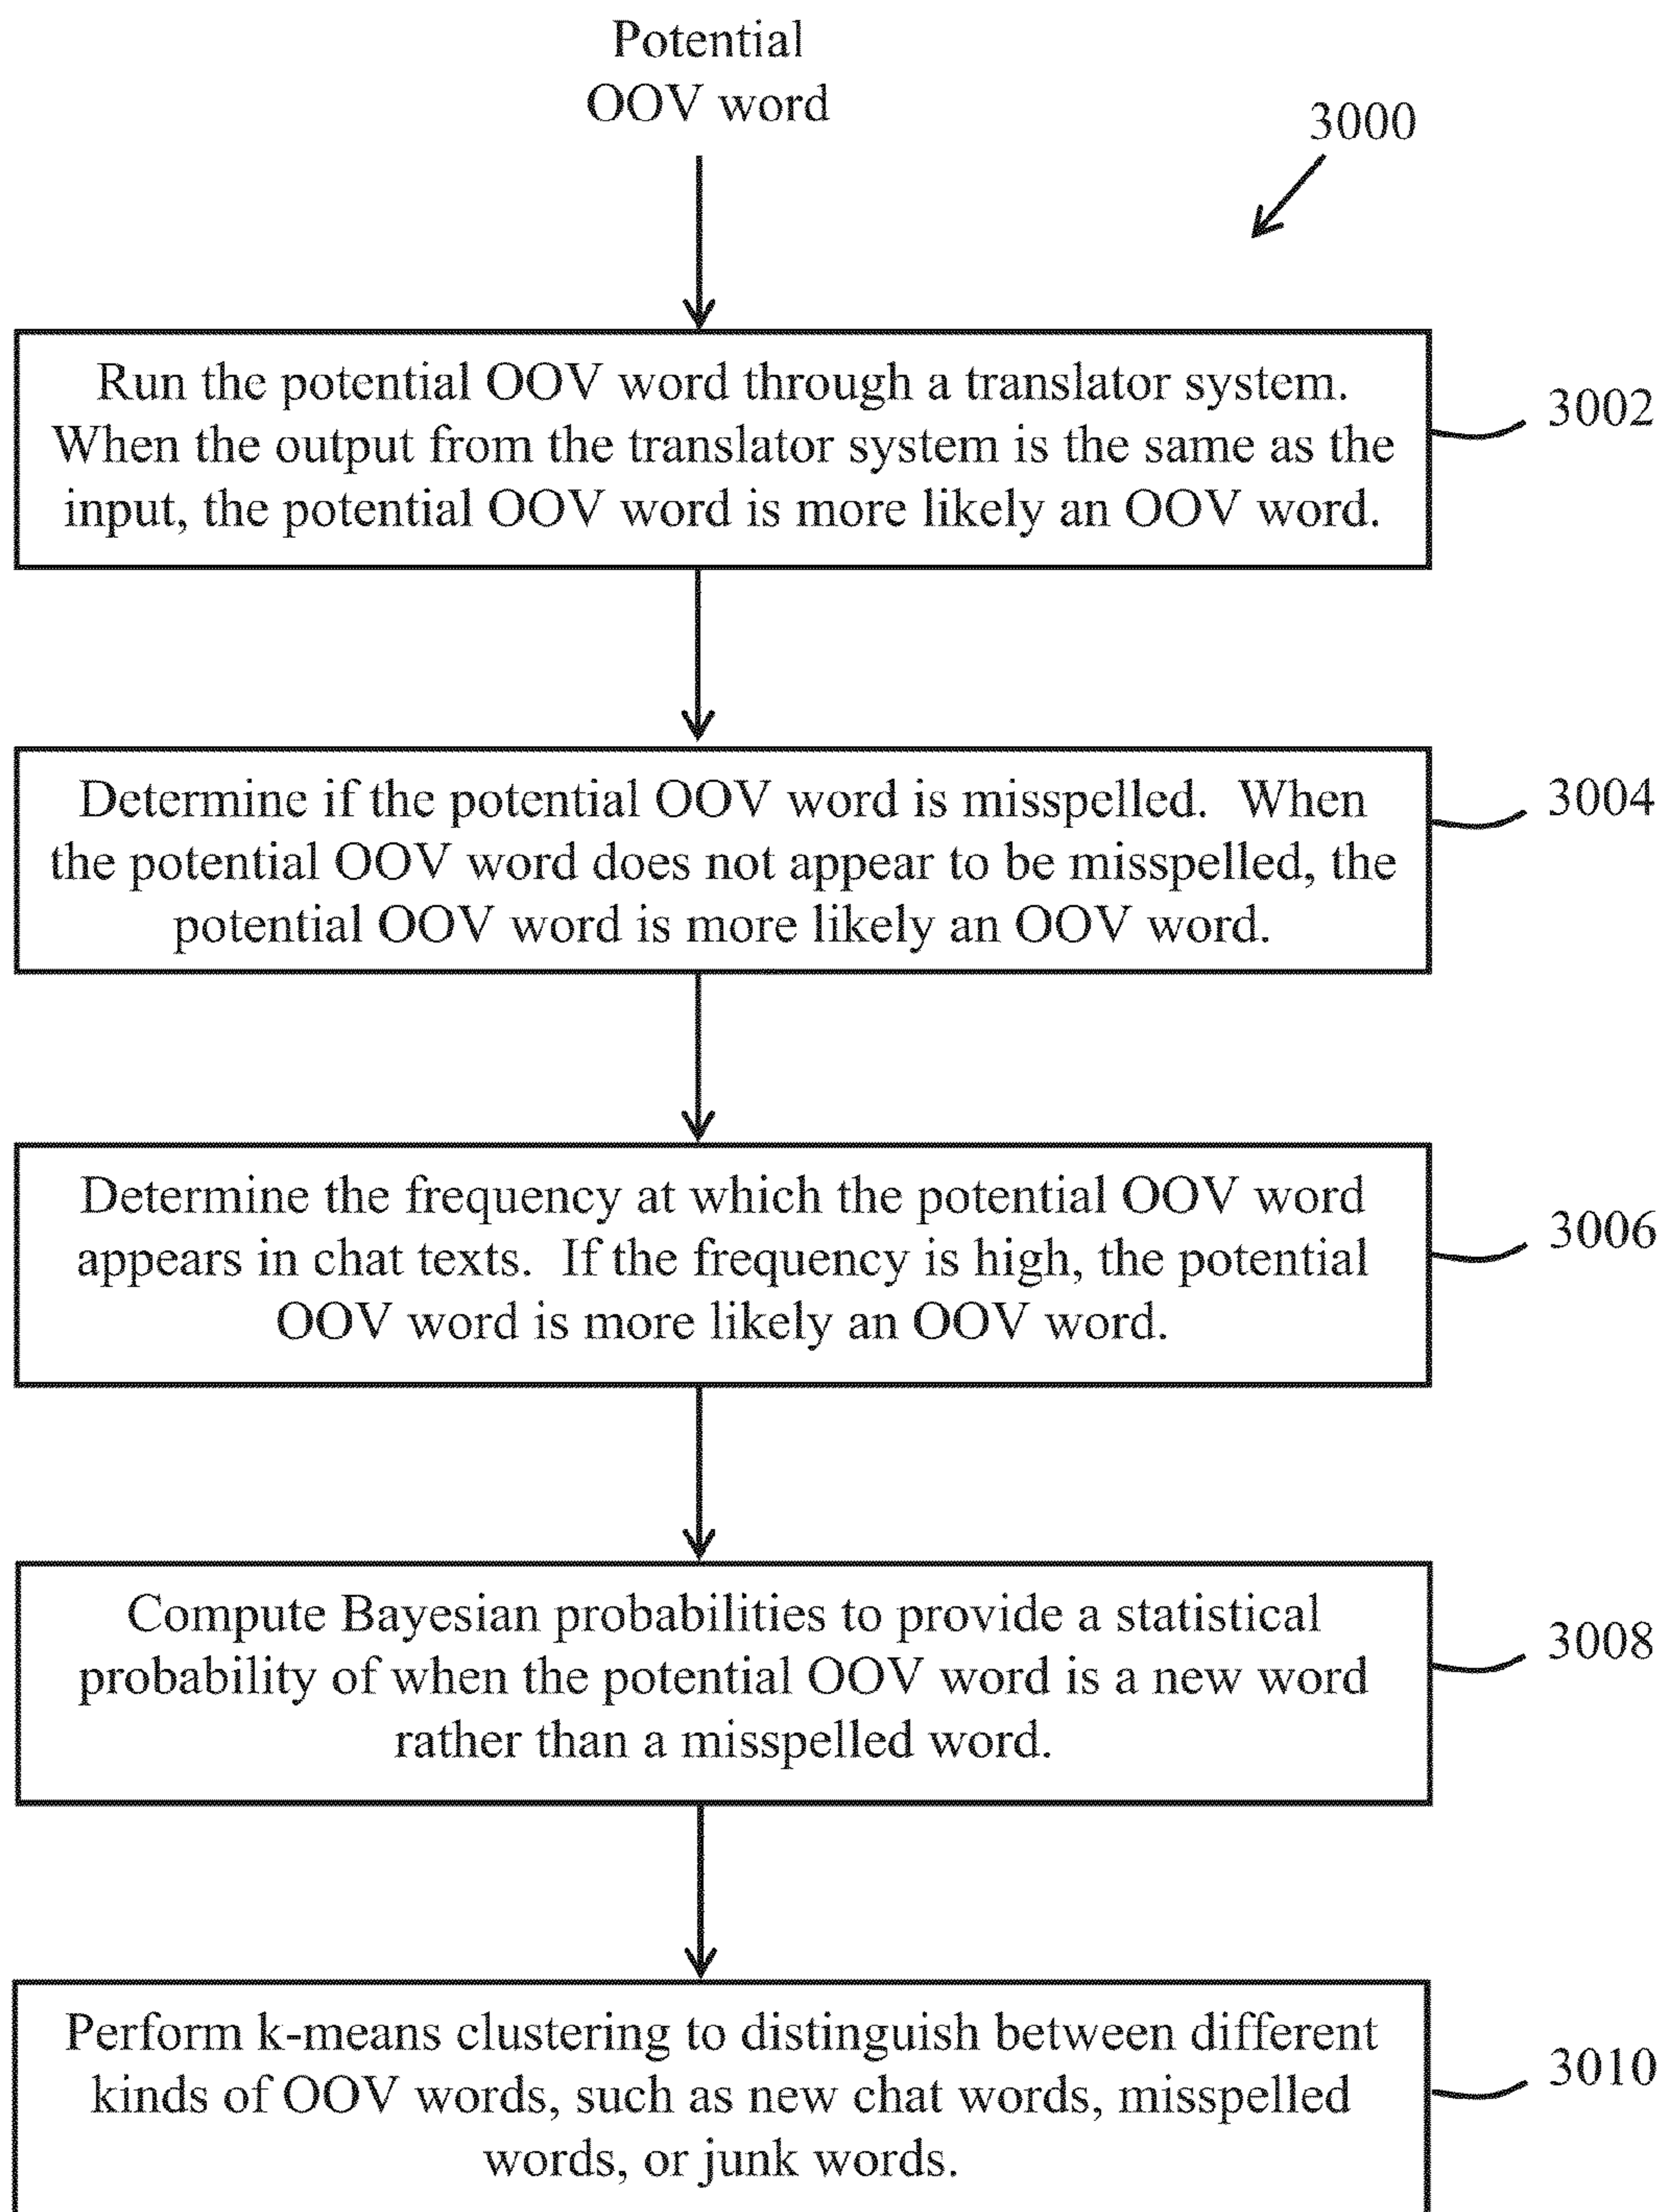 Potential
OOV word
3000
Run the potential OOV word through a translator system.
When the output from the translator system is the same as the
input, the potential OOV word is more likely an OOV word.
3002
Determine if the potential OOV word is misspelled.  When
the potential OOV word does not appear to be misspelled, the
potential OOV word is more likely an OOV word.
3004
Determine the frequency at which the potential OOV word
appears in chat texts.  If the frequency is high, the potential
OOV word is more likely an OOV word.
3006
Compute Bayesian probabilities to provide a statistical
probability of when the potential OOV word is a new word
rather than a misspelled word.
3008
Perform k-means clustering to distinguish between different
kinds of OOV words, such as new chat words, misspelled
words, or junk words.
3010